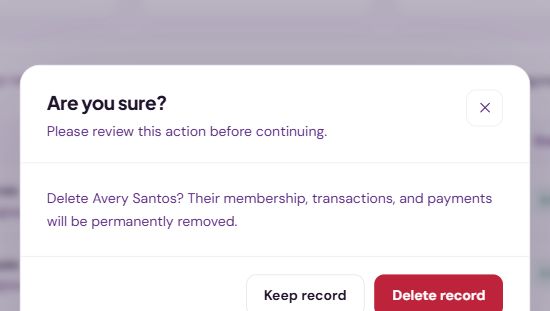 Are you sure?
Please review this action before continuing.
Delete Avery Santos? Their membership, transactions, and payments
will be permanently removed.
Keep record
Delete record